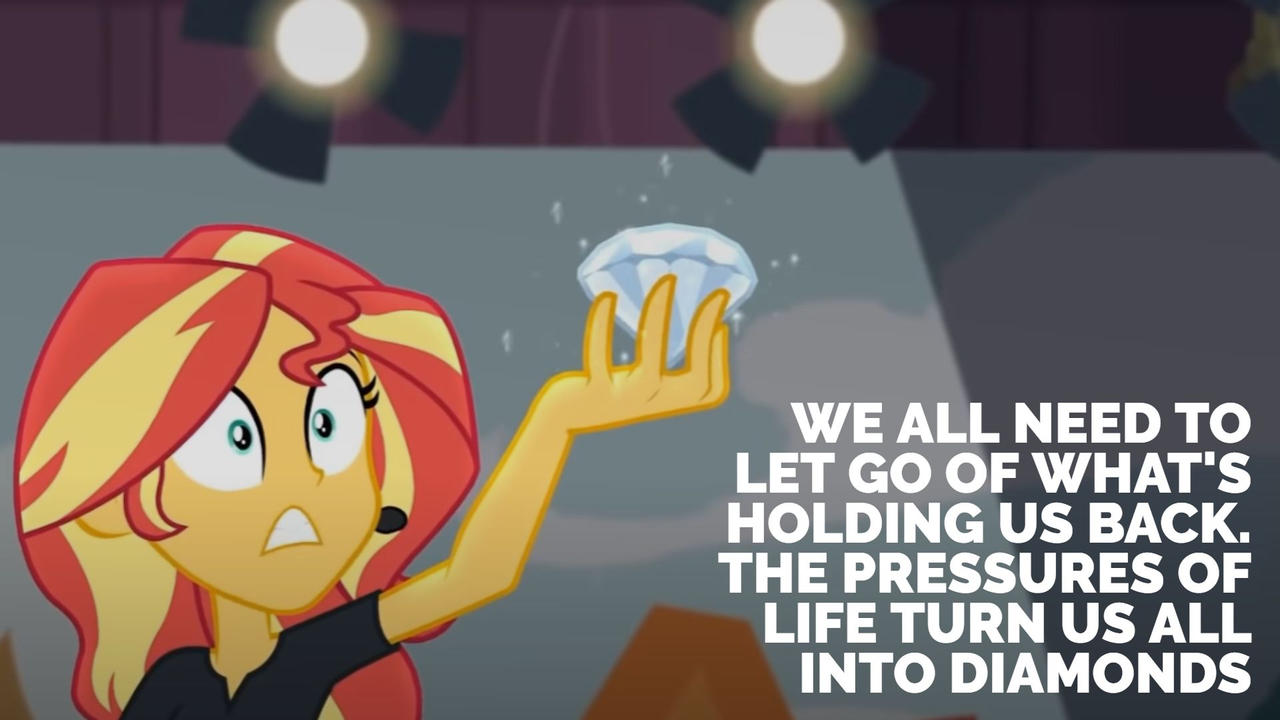 WE ALL NEED TO
LET GO OF WHAT'S
HOLDING US BACK.
THE PRESSURES OF
LIFE TURN US ALL
INTO DIAMONDS